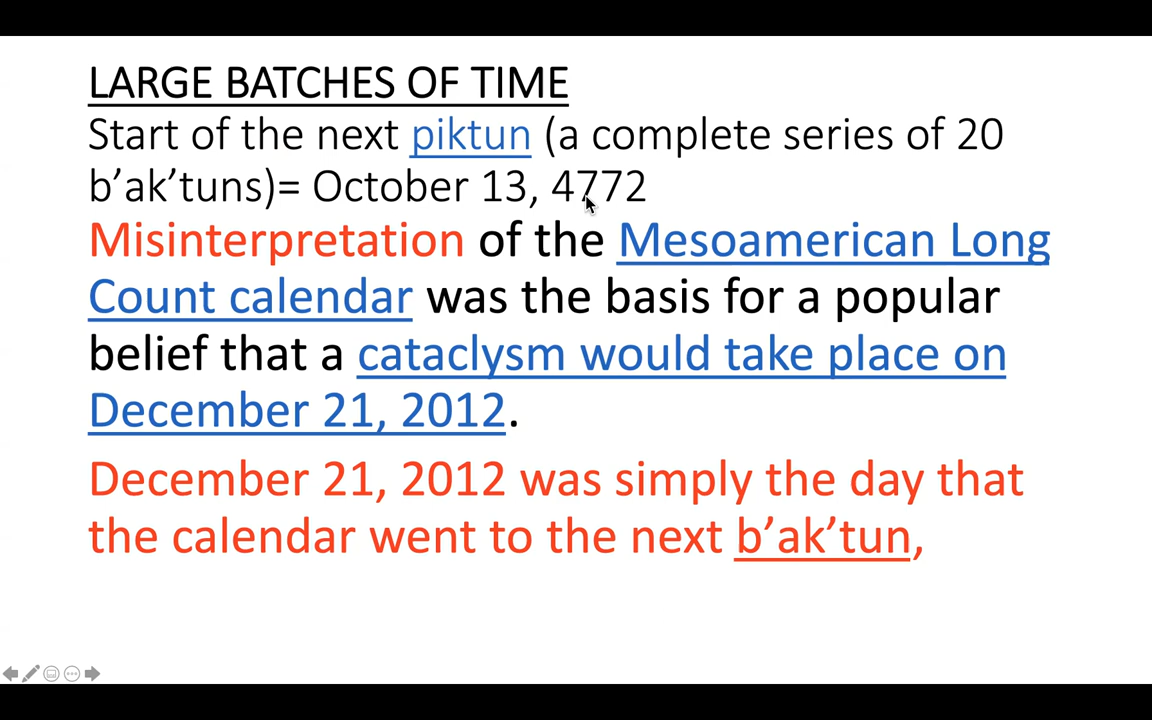 LARGE BATCHES OF TIME
Start of the next piktun (a complete series of 20
b’ak’tuns)= October 13, 4772
Misinterpretation of the Mesoamerican Long
Count calendar was the basis for a popular
belief that a cataclysm would take place on
December 21, 2012.
December 21, 2012 was simply the day that
the calendar went to the next b’ak’tun,